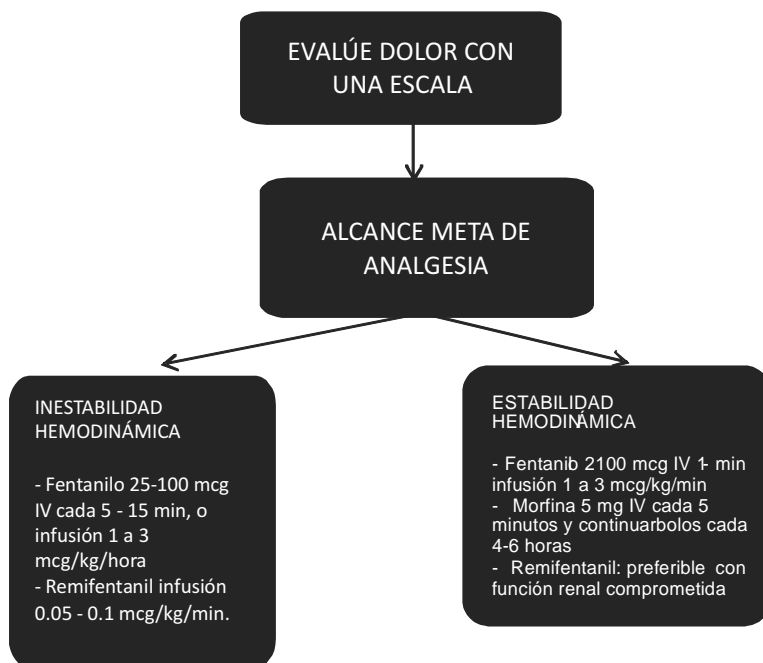 EVALÚE DOLOR CON
UNA ESCALA
ALCANCE META DE
ANALGESIA
INESTABILIDAD
HEMODINÁMICA
- Fentanilo 25-100 mcg
IV cada 5 - 15 min, o
infusión 1 a 3
mcg/kg/hora
- Remifentanil infusión
0.05 - 0.1 mcg/kg/min.
ESTABILIDAD
HEMODINÁMICA
- Fentanib 2100 mcg IV 1- min
infusión 1 a 3 mcg/kg/min
- Morfina 5 mg IV cada 5
minutos y continuarbolos cada
4-6 horas
- Remifentanil: preferible con
función renal comprometida